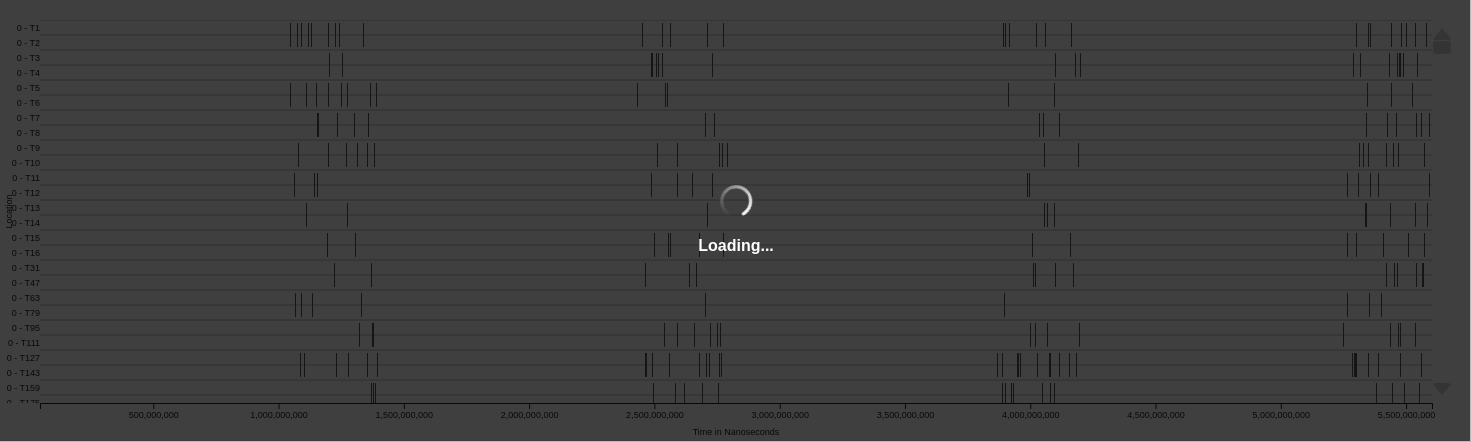 0 - T1
0 - T2
0 - T3
0 - T4
0 - T5
0 - T6
0 - T7
0 - T8
0 - T9
0 - T10
0 - T11
0 - T12
Location
0 - T13
0 - T14
0 - T15
0 - T16
Loading...
0 - T31
0 - T47
0 - T63
0 - T79
0 - T95
0 - T111
0 - T127
0 - T143
0 - T159
0 - T175
500,000,000 1,000,000,000 1,500,000,000 2,000,000,000 2,500,000,000 3,000,000,000 3,500,000,000 4,000,000,000 4,500,000,000 5,000,000,000 5,500,000,000
Time in Nanoseconds